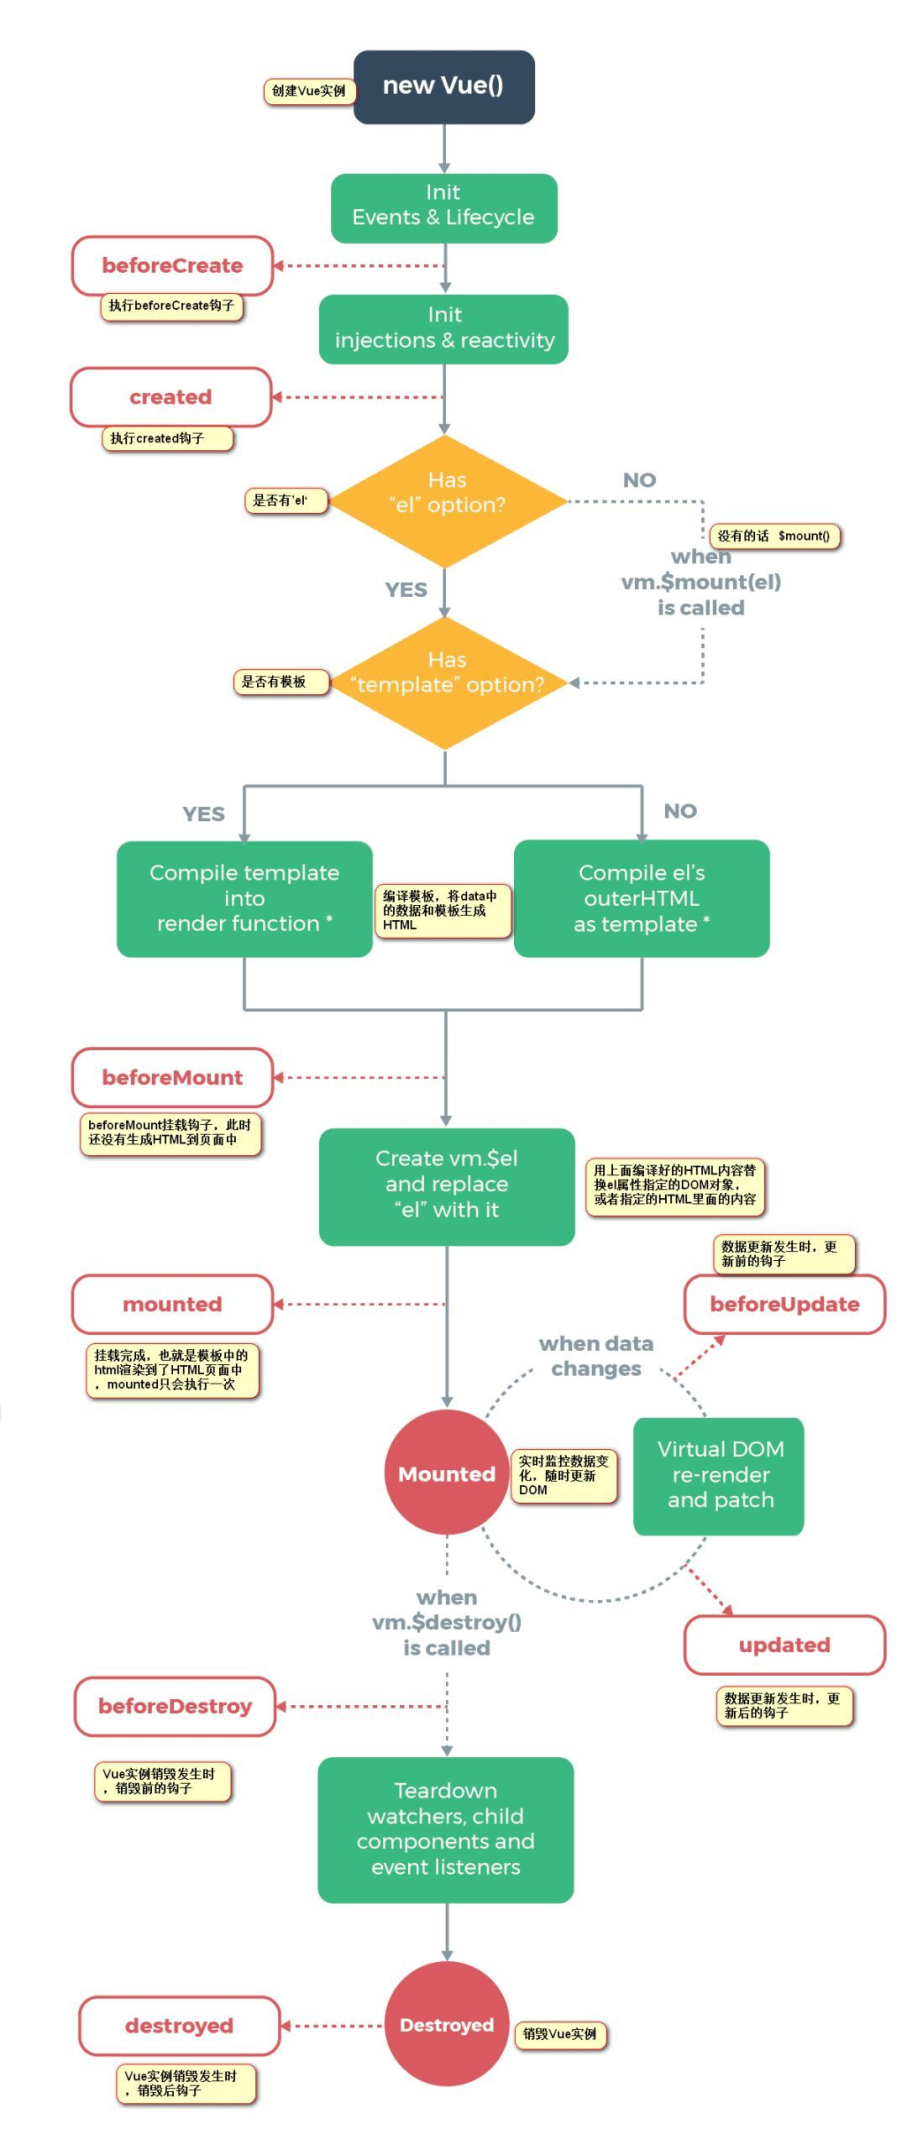 new Vue()
创建Vue实例
Init
Events & Lifecycle
beforeCreate
执行beforeCreate钩子
Init
injections & reactivity
created
执行created钩子
Has
“el” option?
是否有'el‘
NO
没有的话 $mount()
when
vm.$mount(el)
is called
YES
Has
“template” option?
是否有模板
YES
NO
Compile template
into
render function *
编译模板，将data中
的数据和模板生成
HTML
Compile el’s
outerHTML
as template *
beforeMount
beforeMount挂载钩子，此时
还没有生成HTML到页面中
Create vm.$el
and replace
“el” with it
用上面编译好的HTML内容替
换el属性指定的DOM对象，
或者指定的HTML里面的内容
数据更新发生时，更
新前的钩子
beforeUpdate
mounted
挂载完成，也就是模板中的
html渲染到了HTML页面中
，mounted只会执行一次
when data
changes
Mounted
实时监控数据变
化，随时更新
DOM
Virtual DOM
re-render
and patch
when
vm.$destroy()
is called
updated
数据更新发生时，更
新后的钩子
beforeDestroy
Vue实例销毁发生时
，销毁前的钩子
Teardown
watchers, child
components and
event listeners
destroyed
Vue实例销毁发生时
，销毁后钩子
Destroyed
销毁Vue实例